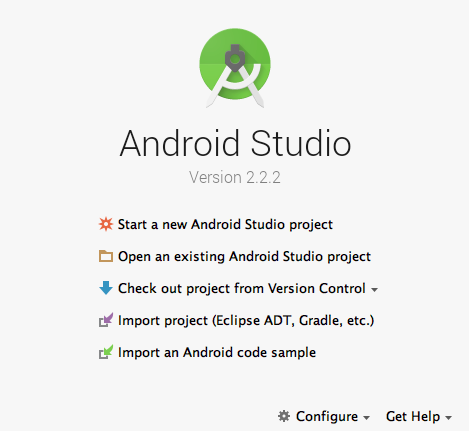 Android Studio
Version 2.2.2
Start a new Android Studio project
Open an existing Android Studio project
Check out project from Version Control
Import project (Eclipse ADT, Gradle, etc.)
Import an Android code sample
Configure Get Help